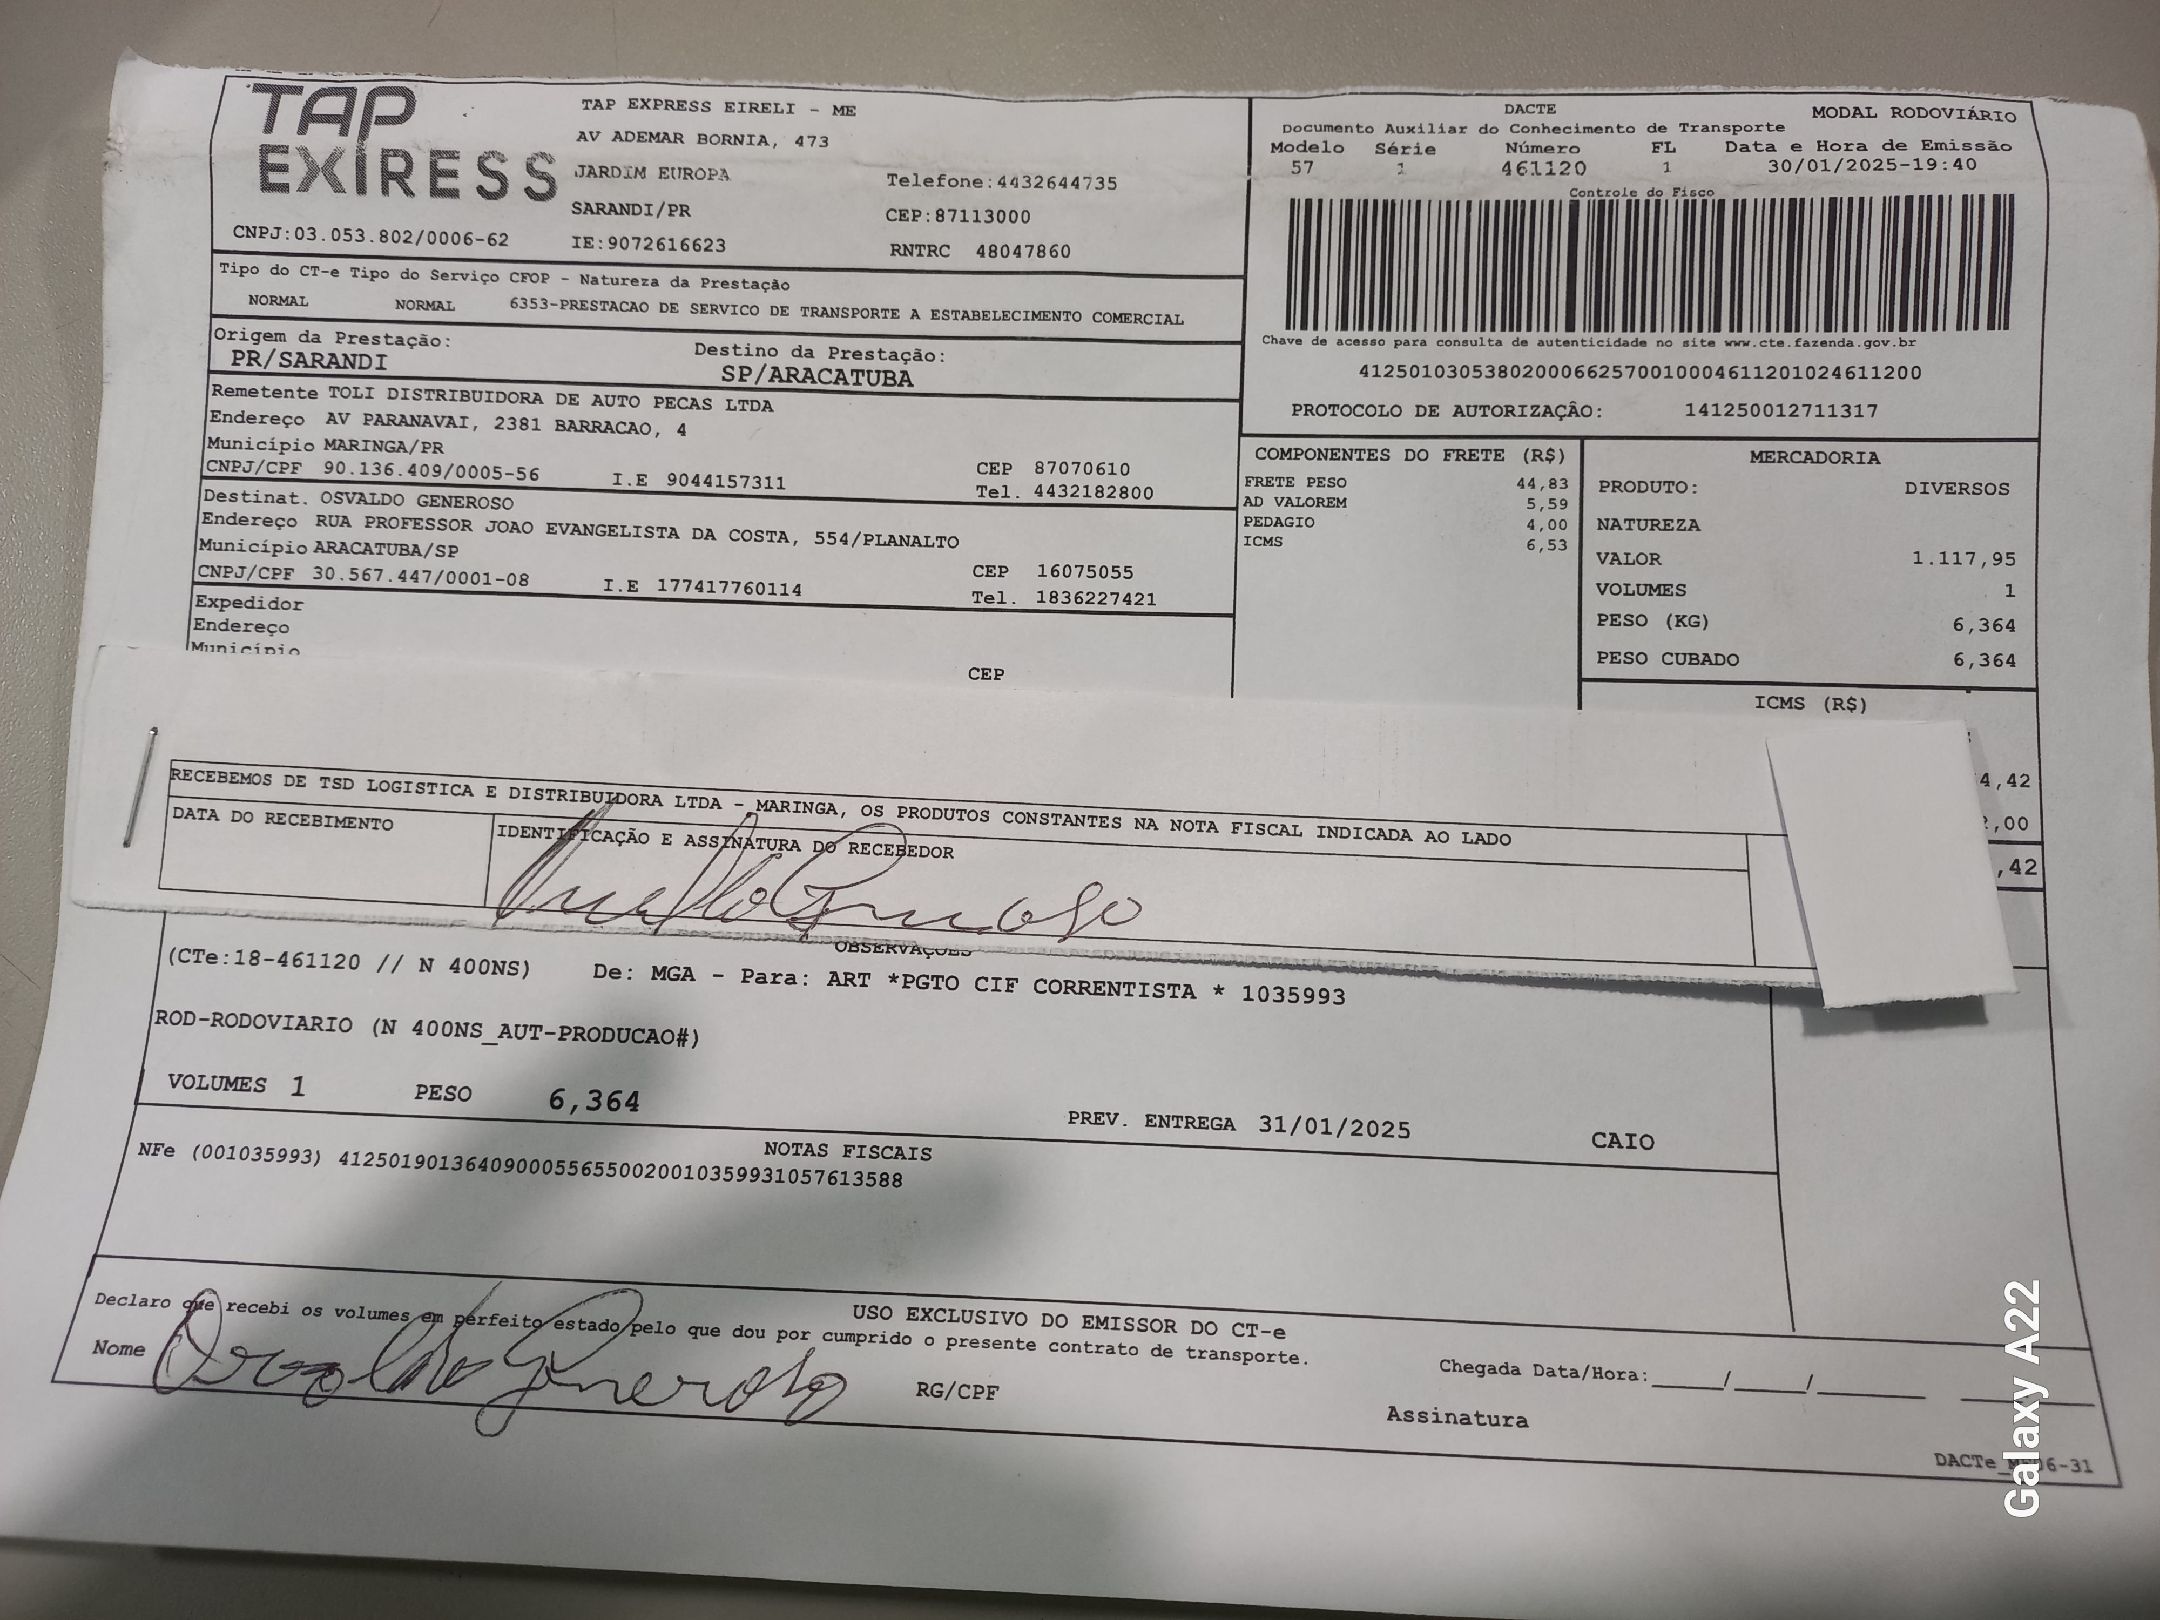 TAP
EXPRESS
TAP EXPRESS EIRELI - ME
AV ADEMAR BORNIA, 473
JARDIM EUROPA
Telefone:4432644735
SARANDI/PR
CEP:87113000
CNPJ:03.053.802/0006-62
IE:9072616623
RNTRC 48047860
DACTE
MODAL RODOVIÁRIO
Documento Auxiliar do Conhecimento de Transporte
Modelo Série Número FL Data e Hora de Emissão
57 1 461120 1 30/01/2025-19:40
Controle do Fisco
Chave de acesso para consulta de autenticidade no site www.cte.fazenda.gov.br
41250103053802000662570010004611201024611200
PROTOCOLO DE AUTORIZAÇÃO: 141250012711317
Tipo do CT-e Tipo do Serviço CFOP - Natureza da Prestação
NORMAL NORMAL 6353-PRESTACAO DE SERVICO DE TRANSPORTE A ESTABELECIMENTO COMERCIAL
Origem da Prestação: Destino da Prestação:
PR/SARANDI SP/ARACATUBA
Remetente TOLI DISTRIBUIDORA DE AUTO PECAS LTDA
Endereço AV PARANAVAI, 2381 BARRACAO, 4
Município MARINGA/PR
CEP 87070610
CNPJ/CPF 90.136.409/0005-56 I.E 9044157311
Tel. 4432182800
Destinat. OSVALDO GENEROSO
Endereço RUA PROFESSOR JOAO EVANGELISTA DA COSTA, 554/PLANALTO
Município ARACATUBA/SP
CEP 16075055
CNPJ/CPF 30.567.447/0001-08 I.E 177417760114
Tel. 1836227421
Expedidor
Endereço
Município
CEP
COMPONENTES DO FRETE (R$)
FRETE PESO 44,83
AD VALOREM 5,59
PEDAGIO 4,00
ICMS 6,53
MERCADORIA
PRODUTO: DIVERSOS
NATUREZA
VALOR 1.117,95
VOLUMES 1
PESO (KG) 6,364
PESO CUBADO 6,364
ICMS (R$)
4,42
,00
,42
RECEBEMOS DE TSD LOGISTICA E DISTRIBUIDORA LTDA - MARINGA, OS PRODUTOS CONSTANTES NA NOTA FISCAL INDICADA AO LADO
DATA DO RECEBIMENTO
IDENTIFICAÇÃO E ASSINATURA DO RECEBEDOR
OBSERVAÇOES
(CTe:18-461120 // N 400NS) De: MGA - Para: ART *PGTO CIF CORRENTISTA * 1035993
ROD-RODOVIARIO (N 400NS_AUT-PRODUCAO#)
VOLUMES 1 PESO 6,364
PREV. ENTREGA 31/01/2025 CAIO
NOTAS FISCAIS
NFe (001035993) 41250190136409000556550020010359931057613588
USO EXCLUSIVO DO EMISSOR DO CT-e
Declaro que recebi os volumes em perfeito estado pelo que dou por cumprido o presente contrato de transporte.
Nome Osvaldo Generoso RG/CPF
Chegada Data/Hora:____/____/______
Assinatura
Galaxy A22